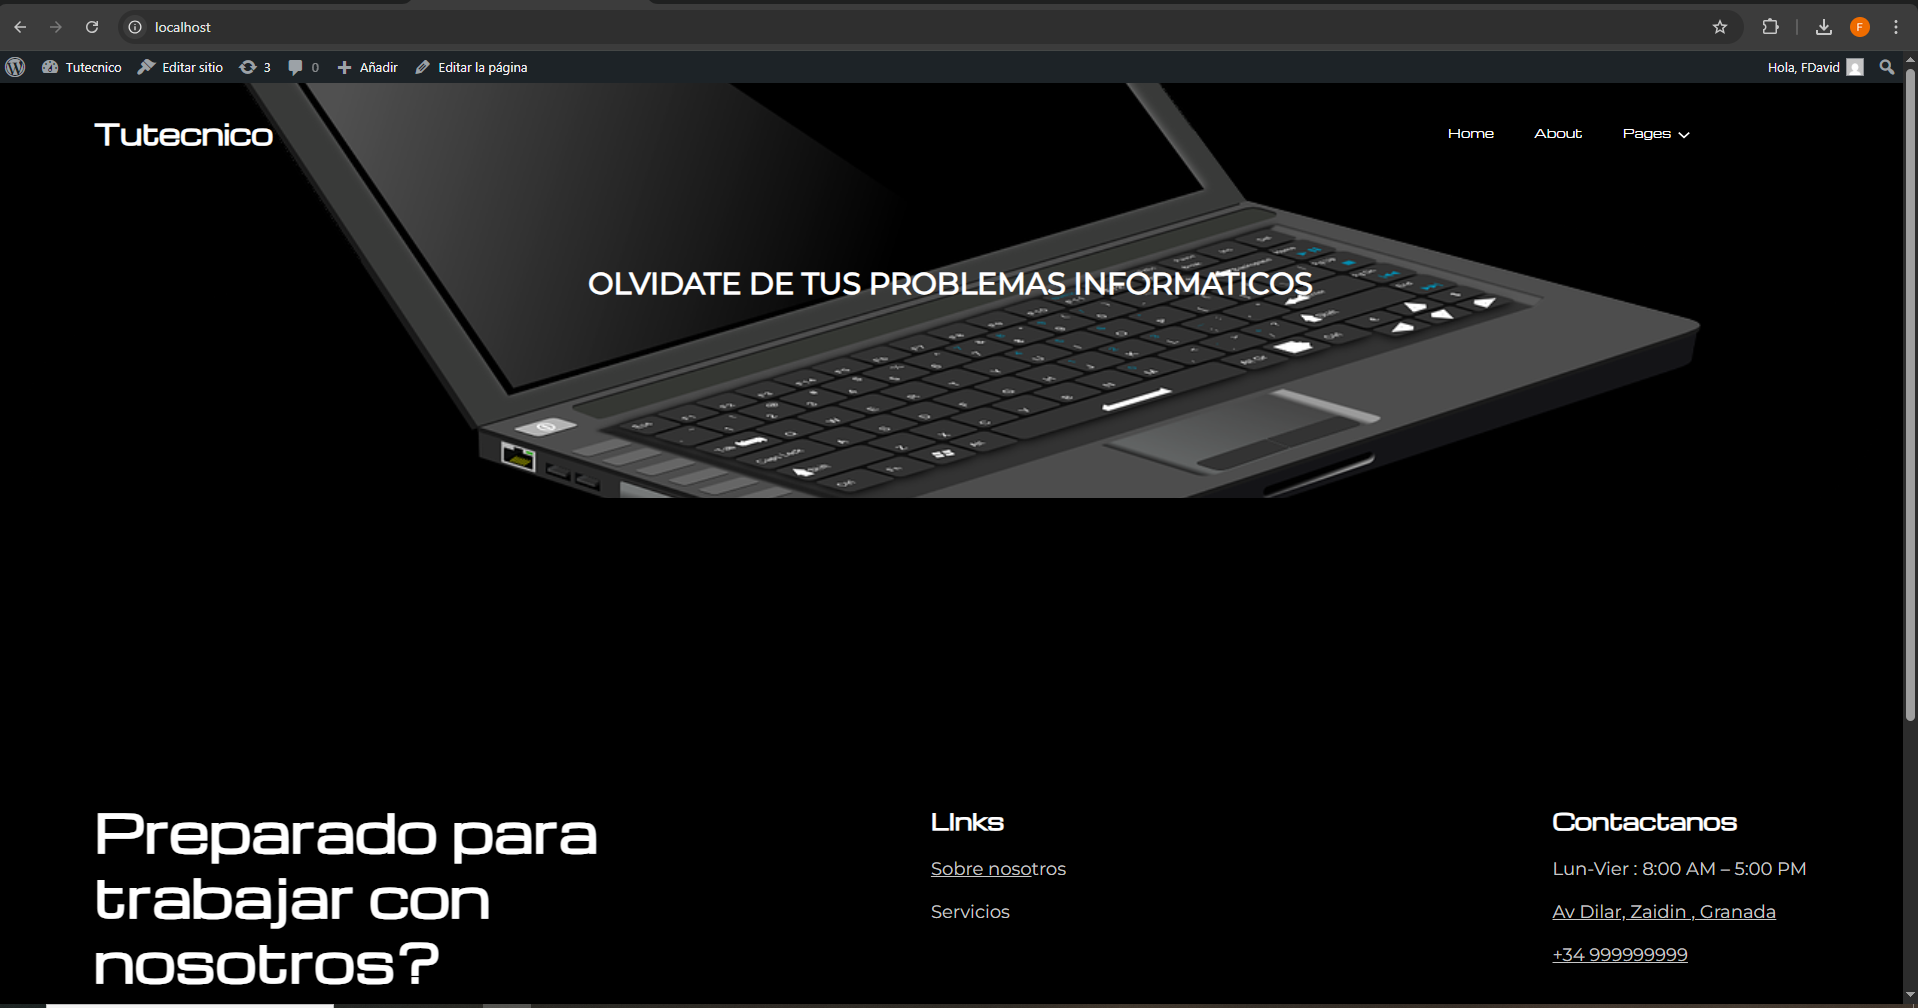 localhost
F
Tutecnico
Editar sitio
3
0
Añadir
Editar la página
Hola, FDavid
Tutecnico
Home
About
Pages
OLVIDATE DE TUS PROBLEMAS INFORMATICOS
Preparado para
trabajar con
nosotros?
LInks
Sobre nosotros
Servicios
Contactanos
Lun-Vier : 8:00 AM – 5:00 PM
Av Dilar, Zaidin , Granada
+34 999999999